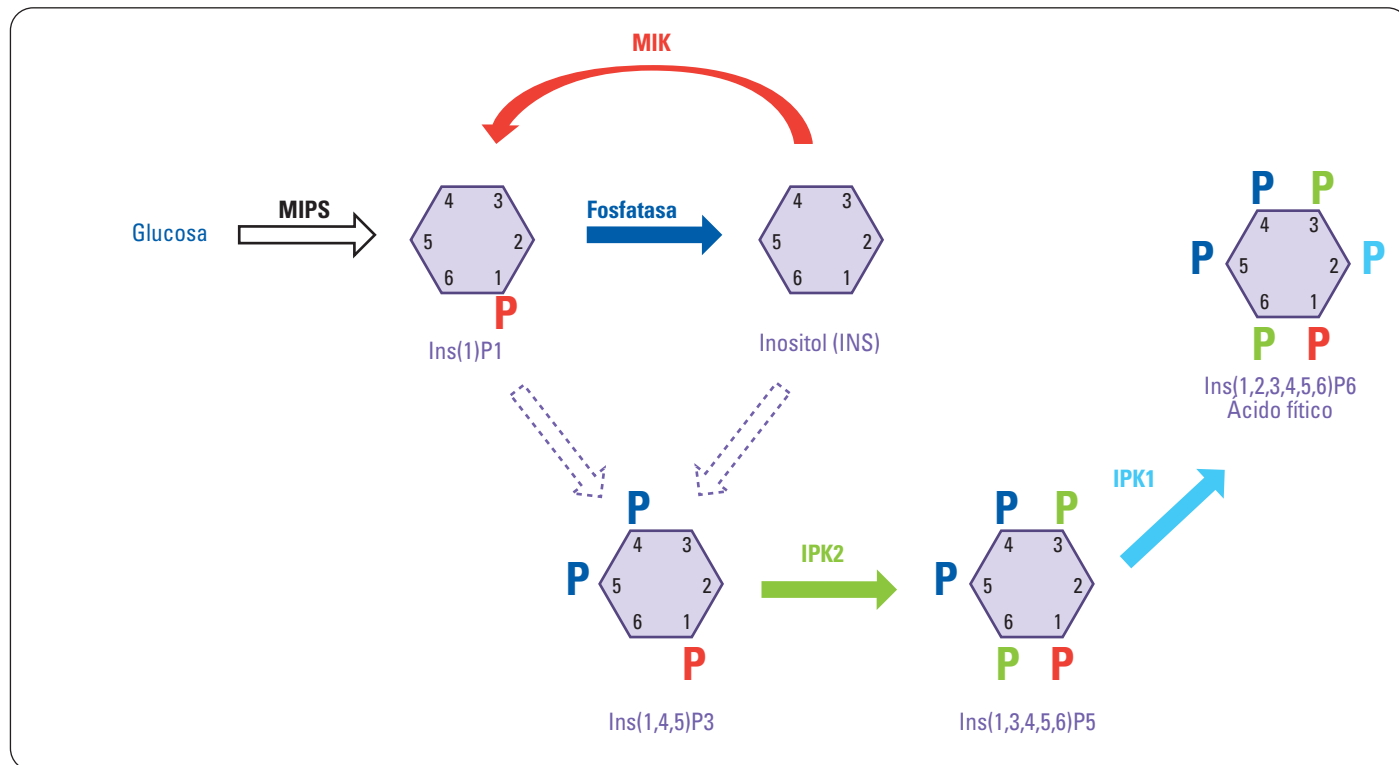 MIK
Glucosa
MIPS
4 3
5 2
6 1
P
Ins(1)P1
Fosfatasa
4 3
5 2
6 1
Inositol (INS)
P P
4 3
P 5 2 P
6 1
P P
Ins(1,2,3,4,5,6)P6
Ácido fítico
P
4 3
P 5 2
6 1
P
Ins(1,4,5)P3
IPK2
P P
4 3
P 5 2
6 1
P P
Ins(1,3,4,5,6)P5
IPK1